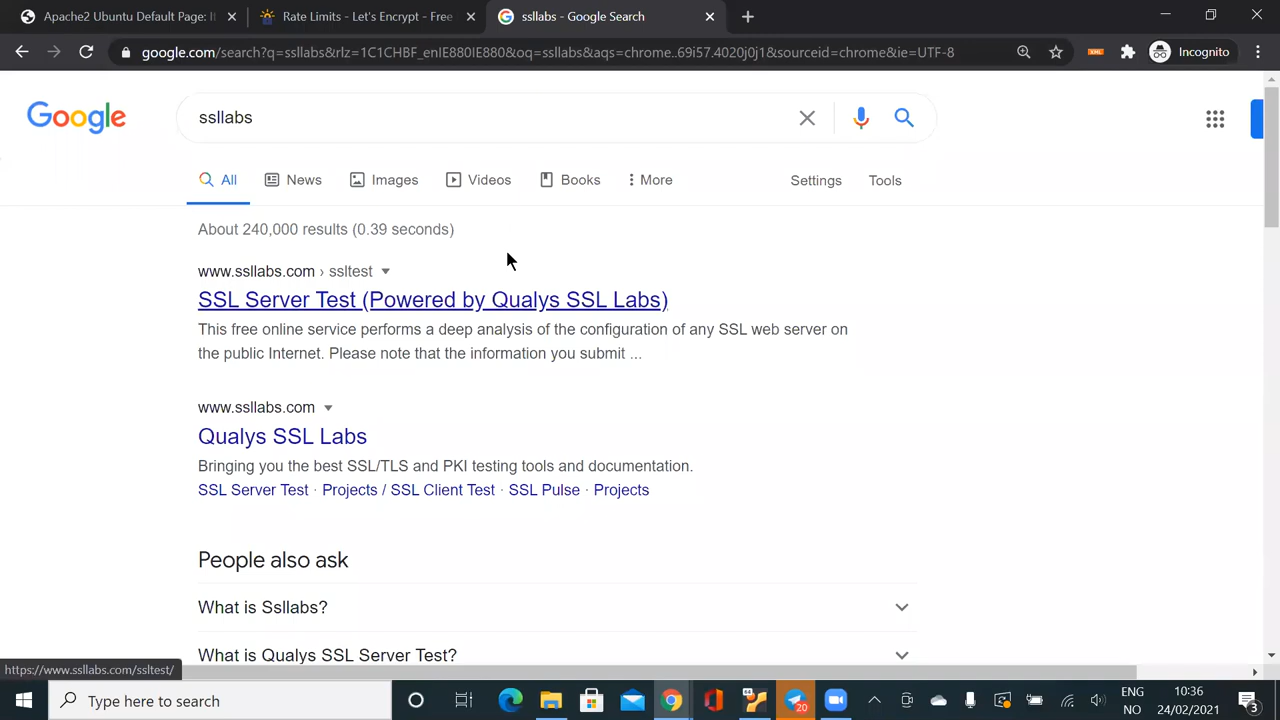 Apache2 Ubuntu Default Page: I
Rate Limits - Let's Encrypt - Free
ssllabs - Google Search
google.com/search?q=ssllabs&rlz=1C1CHBF_enIE880IE880&oq=ssllabs&aqs=chrome..69i57.4020j0j1&sourceid=chrome&ie=UTF-8
XML
Incognito
Google
ssllabs
All
News
Images
Videos
Books
More
Settings
Tools
About 240,000 results (0.39 seconds)
www.ssllabs.com › ssltest
SSL Server Test (Powered by Qualys SSL Labs)
This free online service performs a deep analysis of the configuration of any SSL web server on
the public Internet. Please note that the information you submit ...
www.ssllabs.com
Qualys SSL Labs
Bringing you the best SSL/TLS and PKI testing tools and documentation.
SSL Server Test · Projects / SSL Client Test · SSL Pulse · Projects
People also ask
What is Ssllabs?
What is Qualys SSL Server Test?
https://www.ssllabs.com/ssltest/
Type here to search
20
ENG
NO
10:36
24/02/2021
3